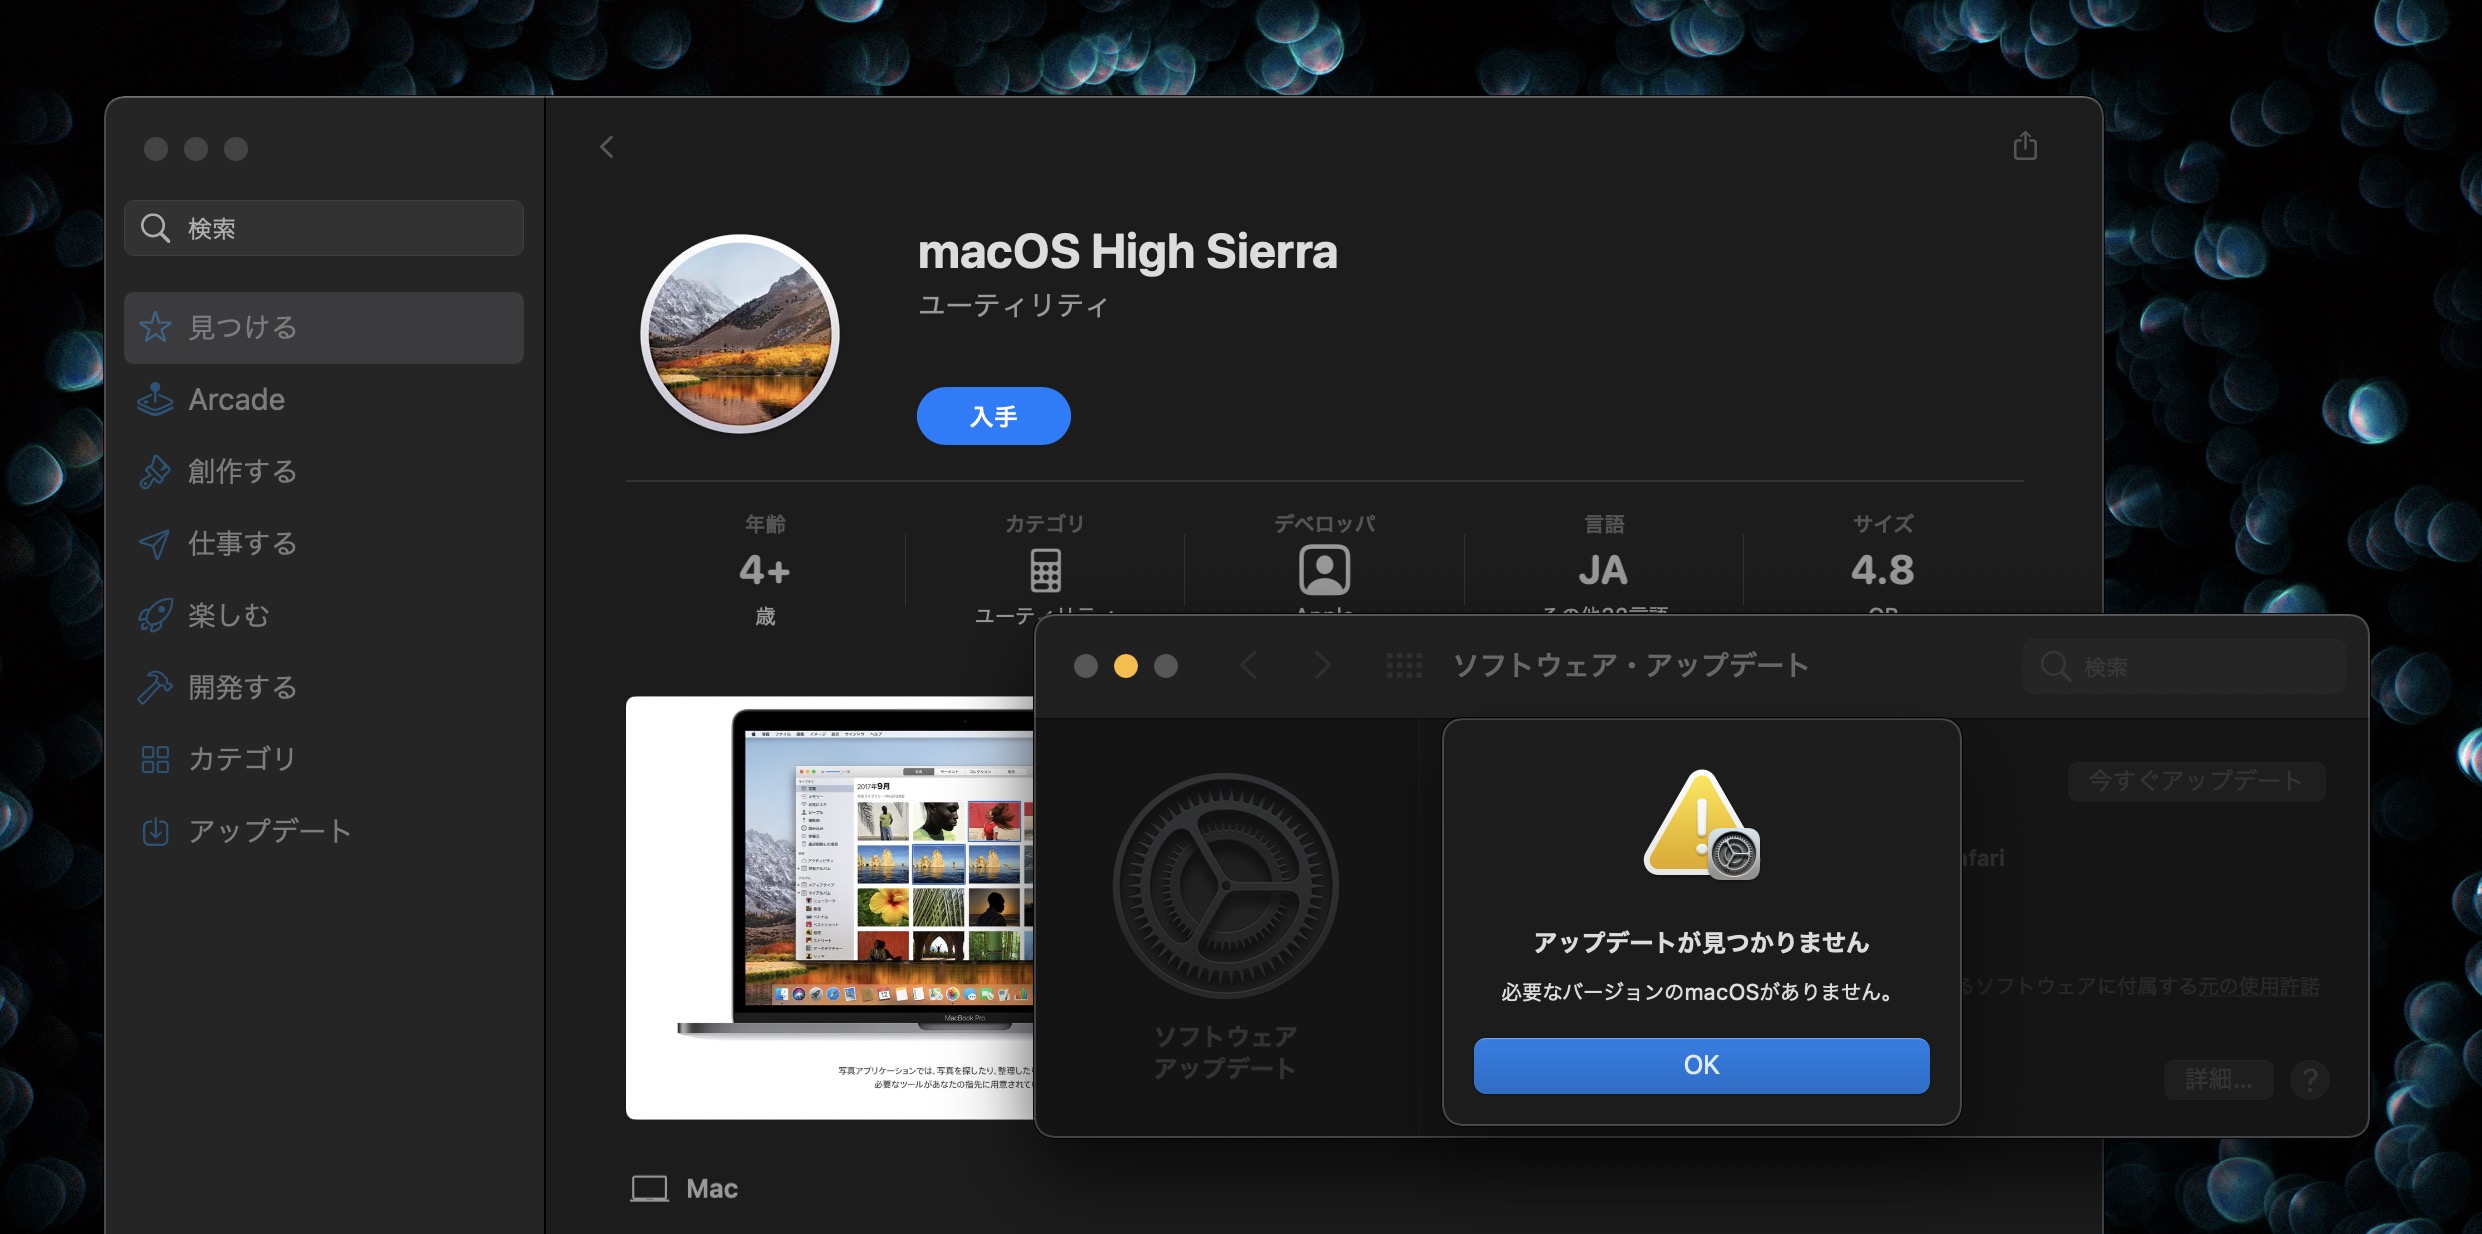 検索
見つける
Arcade
創作する
仕事する
楽しむ
開発する
カテゴリ
アップデート
macOS High Sierra
ユーティリティ
入手
年齢
4+
歳
カテゴリ
ユーティリティ
デベロッパ
Apple
言語
JA
サイズ
4.8
GB
2017年9月
MacBook Pro
写真アプリケーションでは、写真を探したり、整理した
必要なツールがあなたの指先に用意されてい
Mac
ソフトウェア・アップデート
検索
ソフトウェア
アップデート
今すぐアップデート
afari
るソフトウェアに付属する元の使用許諾
詳細...
?
アップデートが見つかりません
必要なバージョンのmacOSがありません。
OK